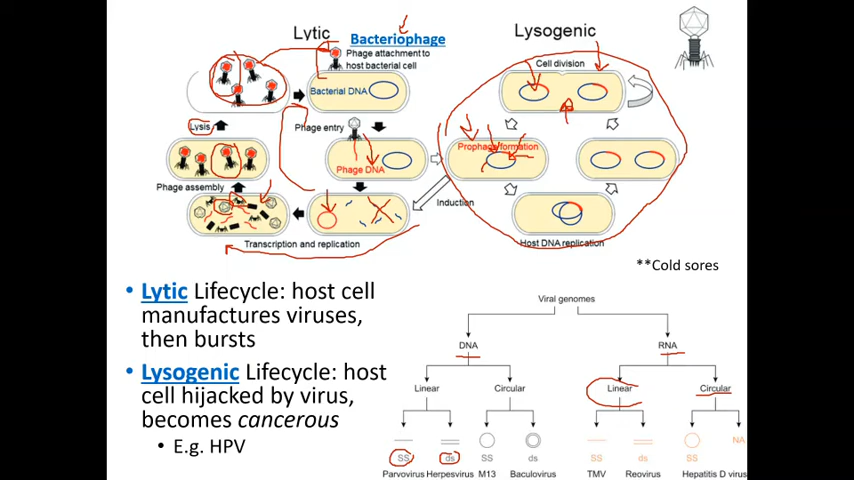 Lytic
Lysogenic
Bacteriophage
Phage attachment to
host bacterial cell
Cell division
Bacterial DNA
Lysis
Phage entry
Prophage formation
Phage DNA
Phage assembly
Induction
Transcription and replication
Host DNA replication
**Cold sores
• Lytic Lifecycle: host cell
manufactures viruses,
then bursts
• Lysogenic Lifecycle: host
cell hijacked by virus,
becomes cancerous
• E.g. HPV
Viral genomes
DNA
RNA
Linear
Circular
Linear
Circular
SS
ds
SS
ds
SS
ds
SS
NA
Parvovirus
Herpesvirus
M13
Baculovirus
TMV
Reovirus
Hepatitis D virus